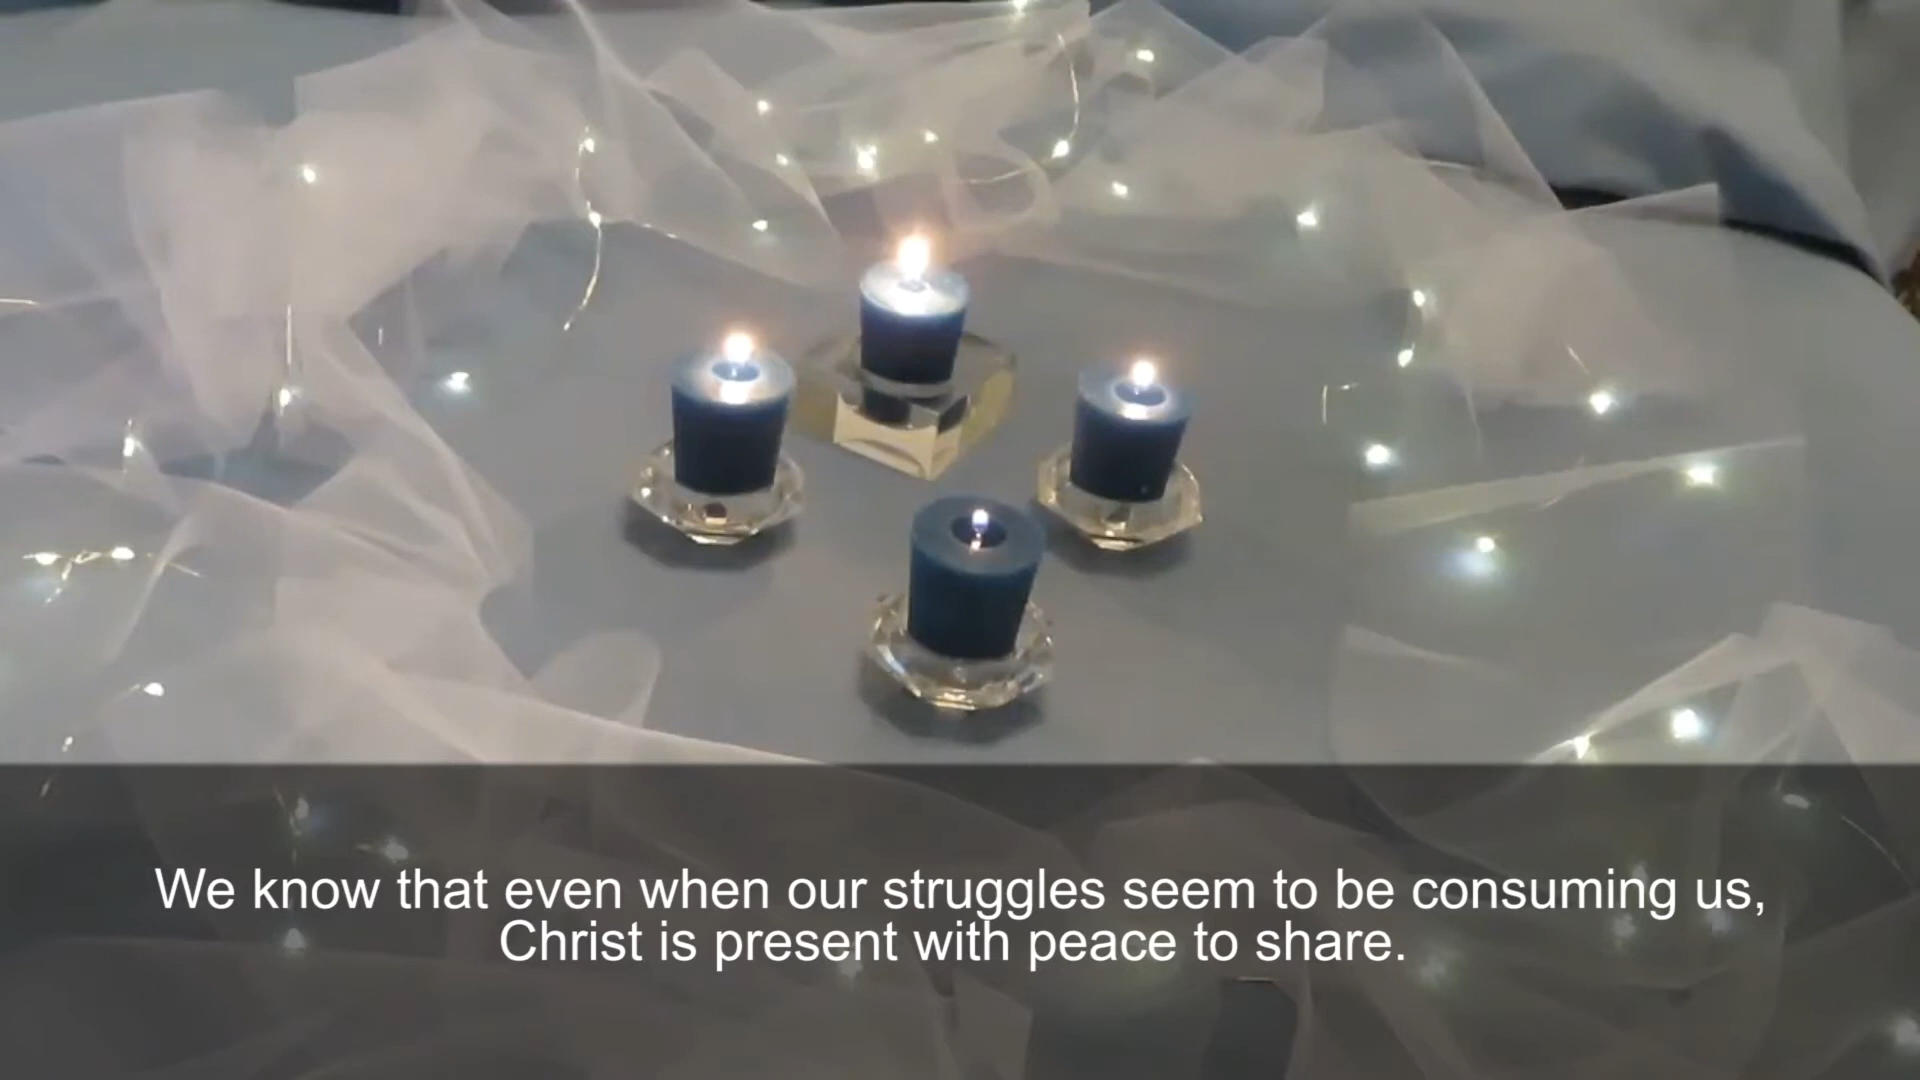 We know that even when our struggles seem to be consuming us,
Christ is present with peace to share.